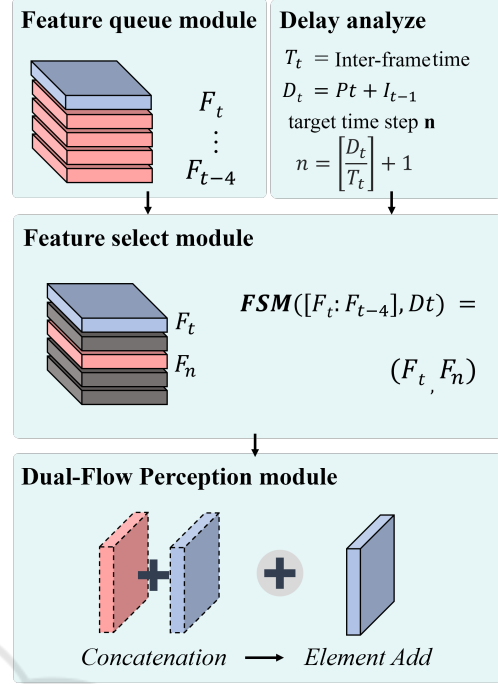 Feature queue module
F_t
⋮
F_{t−4}
Delay analyze
T_t = Inter-frame time
D_t = Pt + I_{t−1}
target time step n
n = [D_t / T_t] + 1
Feature select module
F_t
F_n
FSM([F_t: F_{t−4}], Dt) =
(F_t , F_n)
Dual-Flow Perception module
+
+
Concatenation → Element Add